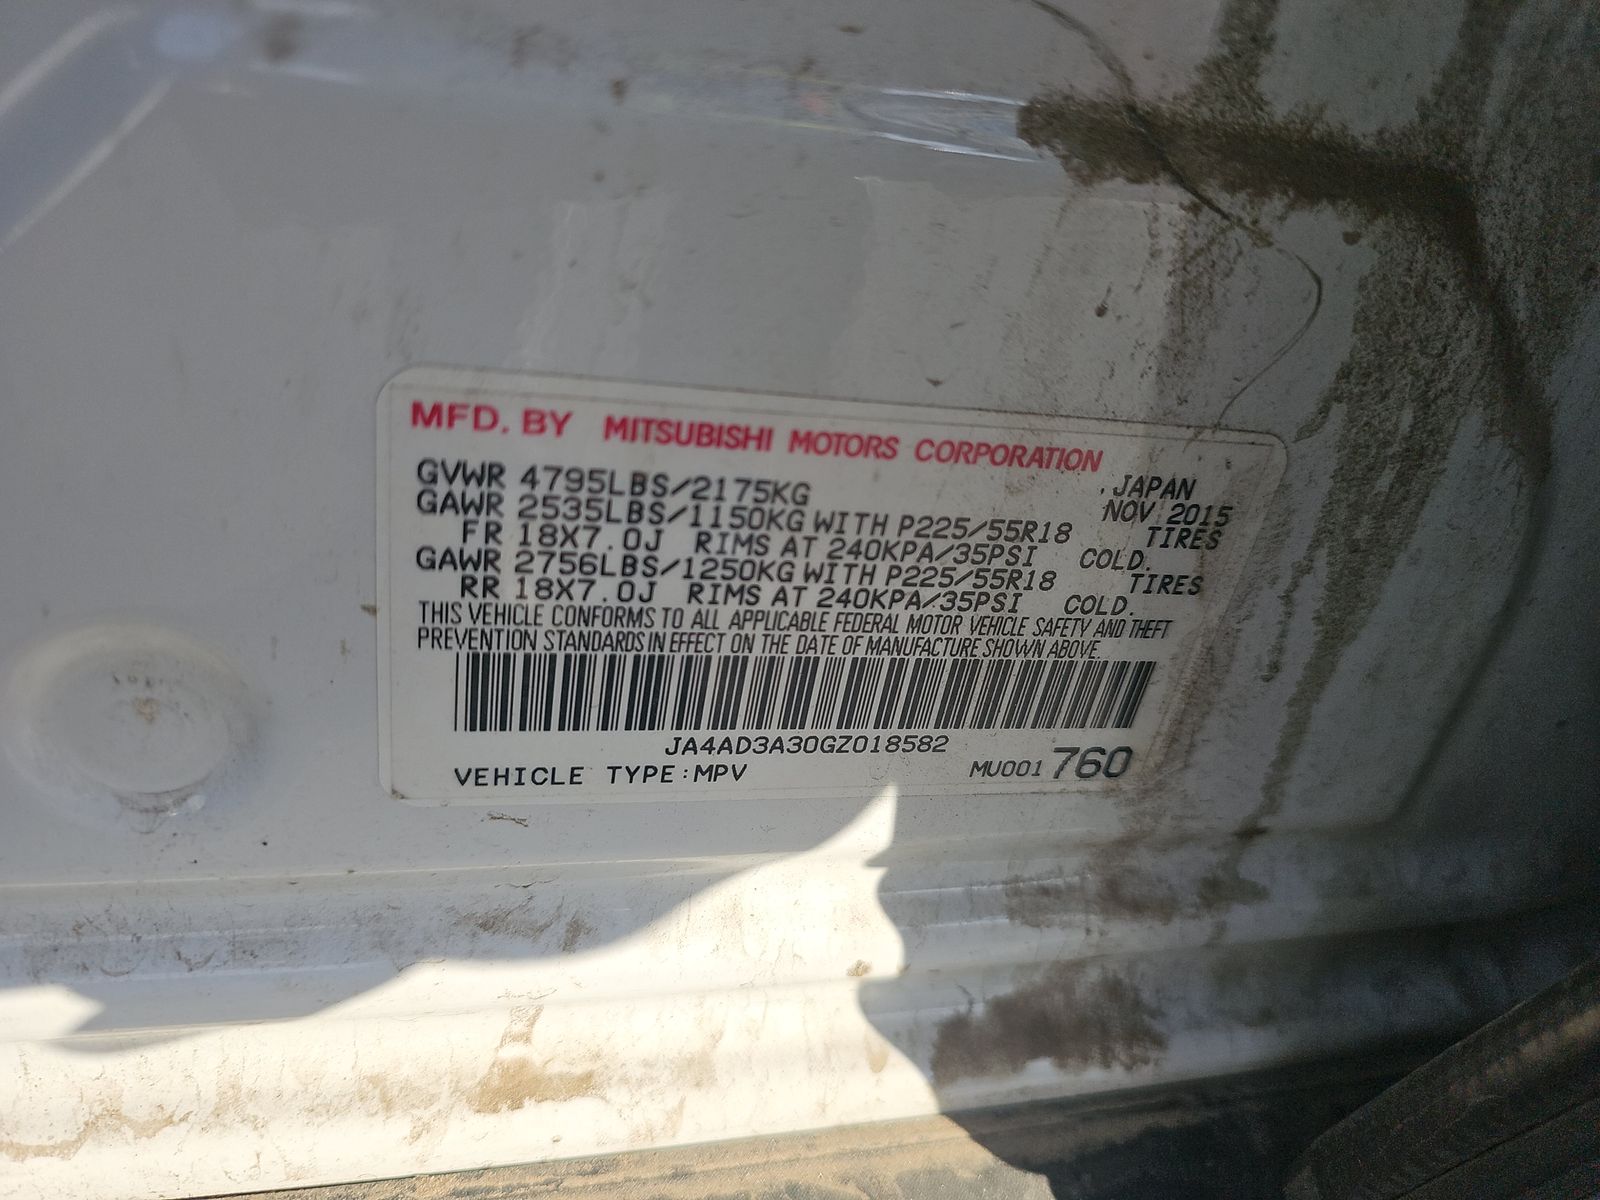 MFD. BY MITSUBISHI MOTORS CORPORATION
GVWR 4795LBS/2175KG JAPAN
NOV 2015
GAWR 2535LBS/1150KG WITH P225/55R18 TIRES
FR 18X7.0J RIMS AT 240KPA/35PSI COLD.
GAWR 2756LBS/1250KG WITH P225/55R18 TIRES
RR 18X7.0J RIMS AT 240KPA/35PSI COLD.
THIS VEHICLE CONFORMS TO ALL APPLICABLE FEDERAL MOTOR VEHICLE SAFETY AND THEFT
PREVENTION STANDARDS IN EFFECT ON THE DATE OF MANUFACTURE SHOWN ABOVE.
JA4AD3A30GZ018582
VEHICLE TYPE:MPV MU001760